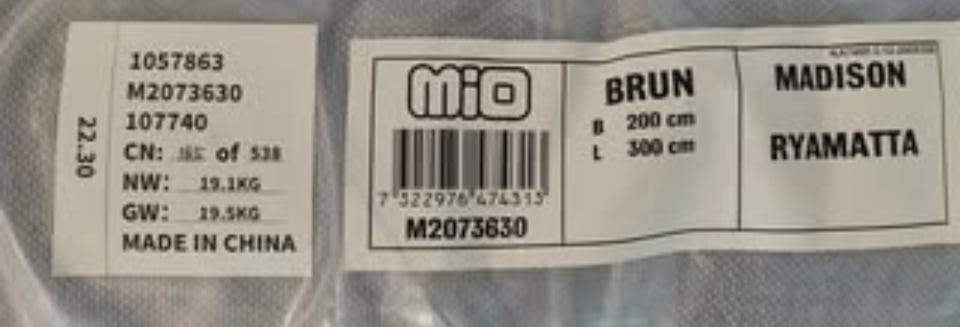 22.30
1057863
M2073630
107740
CN: of 538
NW: 19.1KG
GW: 19.5KG
MADE IN CHINA
mio
7 322976 474313
M2073630
BRUN
B 200 cm
L 300 cm
MADISON
RYAMATTA